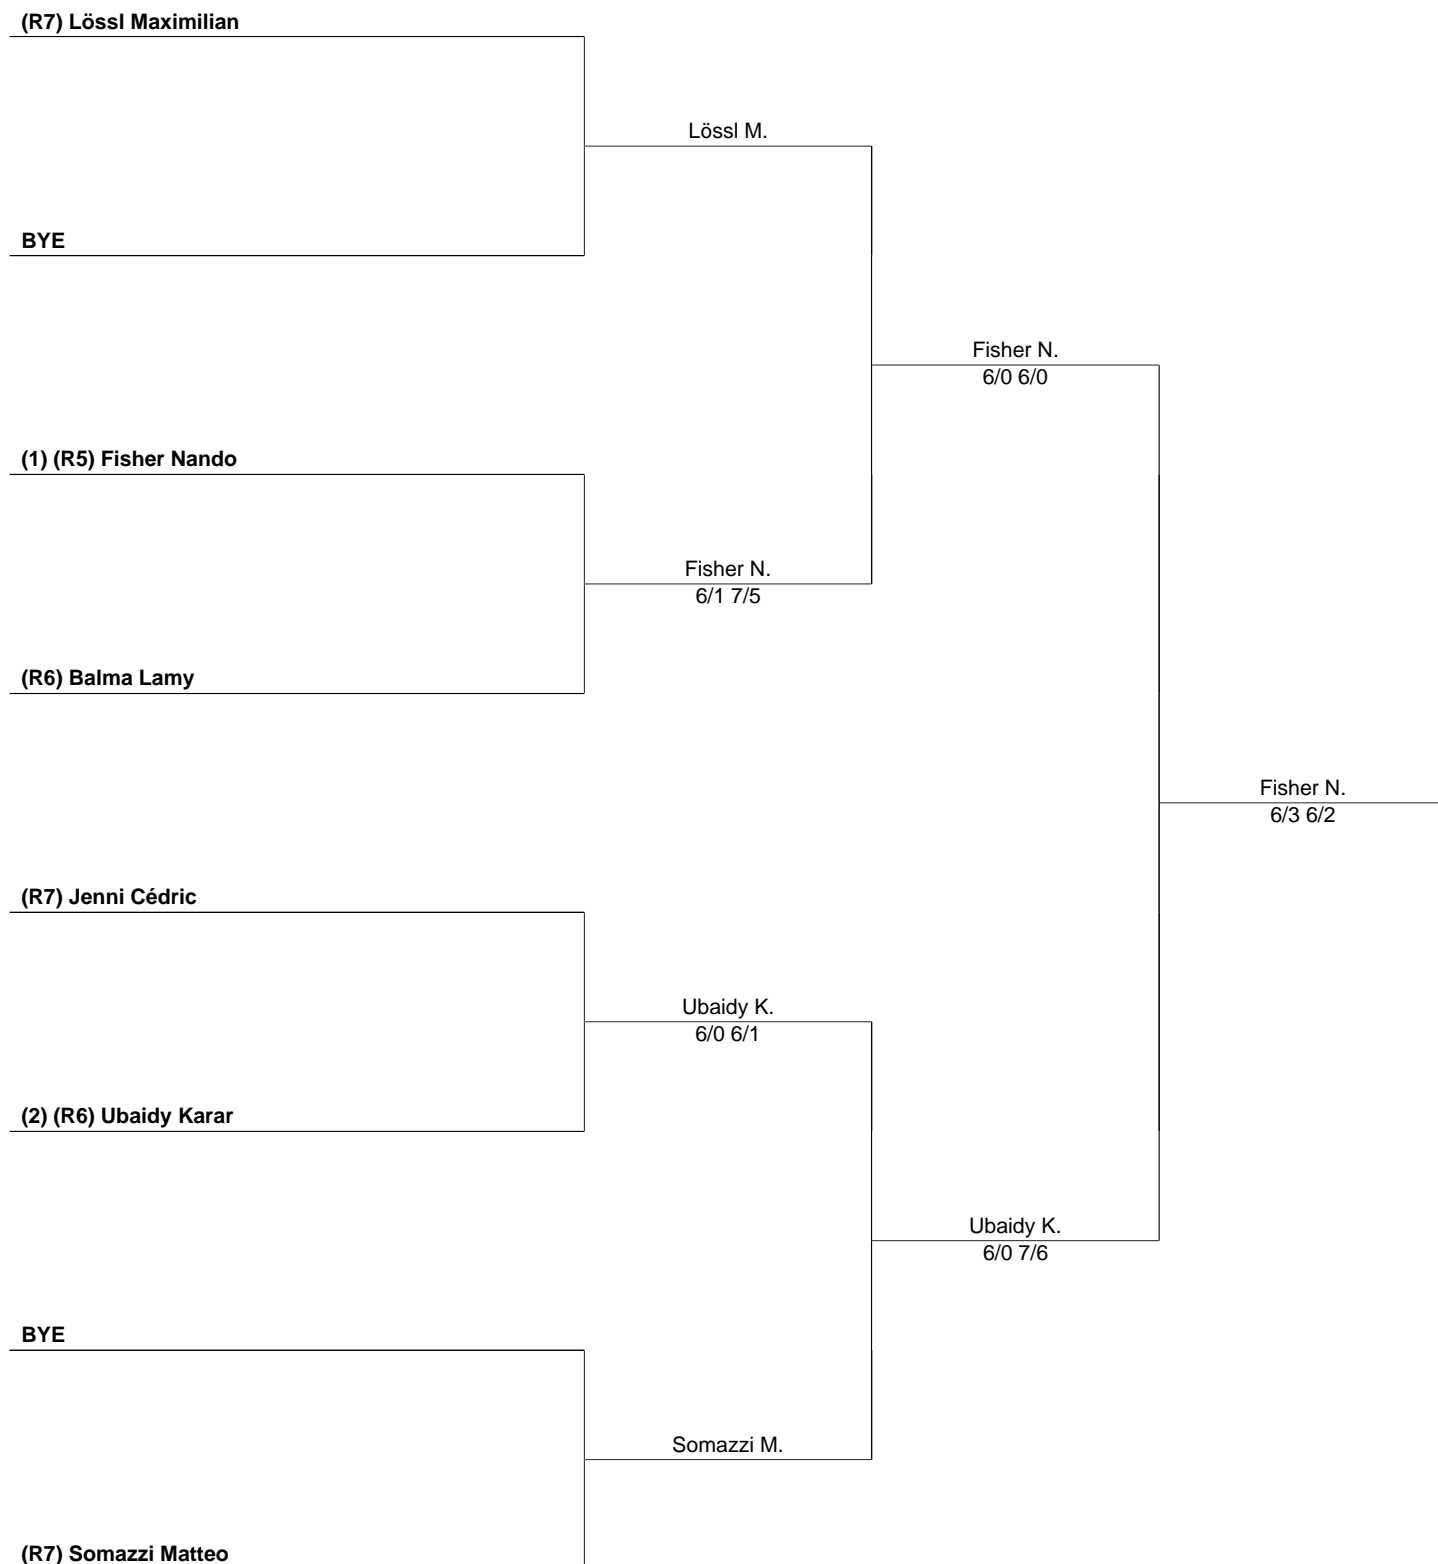 (R7) Lössl Maximilian
Lössl M.
BYE
Fisher N.
6/0 6/0
(1) (R5) Fisher Nando
Fisher N.
6/1 7/5
(R6) Balma Lamy
Fisher N.
6/3 6/2
(R7) Jenni Cédric
Ubaidy K.
6/0 6/1
(2) (R6) Ubaidy Karar
Ubaidy K.
6/0 7/6
BYE
Somazzi M.
(R7) Somazzi Matteo